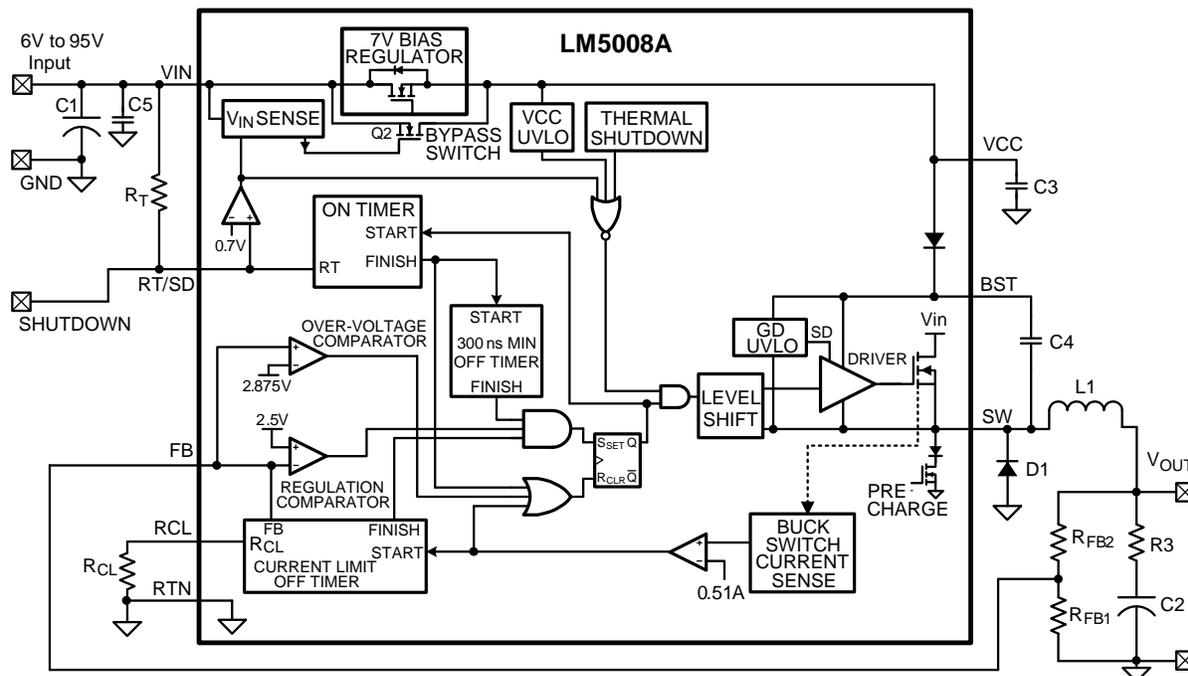 LM5008A
6V to 95V
Input
VIN
C1
C5
GND
RT
7V BIAS
REGULATOR
VIN SENSE
Q2
BYPASS
SWITCH
VCC
UVLO
THERMAL
SHUTDOWN
VCC
C3
0.7V
ON TIMER
START
RT
FINISH
RT/SD
SHUTDOWN
START
300 ns MIN
OFF TIMER
FINISH
OVER-VOLTAGE
COMPARATOR
2.875V
2.5V
REGULATION
COMPARATOR
FB
SSET Q
RCLR Q̅
LEVEL
SHIFT
GD
UVLO
SD
DRIVER
Vin
BST
C4
SW
L1
D1
VOUT
PRE-
CHARGE
RCL
RCL
RTN
FB
FINISH
RCL
START
CURRENT LIMIT
OFF TIMER
0.51A
BUCK
SWITCH
CURRENT
SENSE
RFB2
R3
RFB1
C2